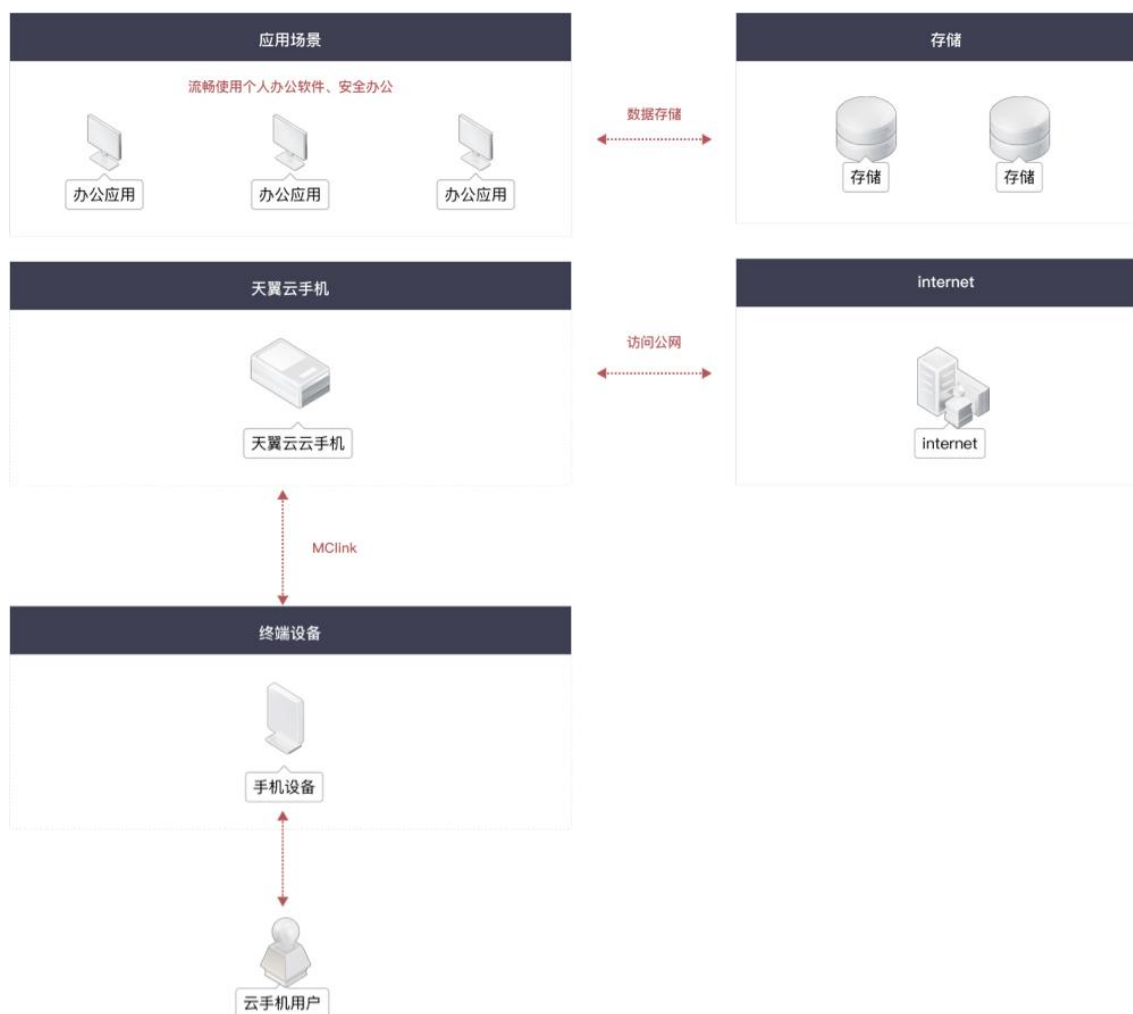 应用场景
流畅使用个人办公软件、安全办公
办公应用
办公应用
办公应用
数据存储
存储
存储
存储
天翼云手机
天翼云云手机
访问公网
internet
internet
MClink
终端设备
手机设备
云手机用户